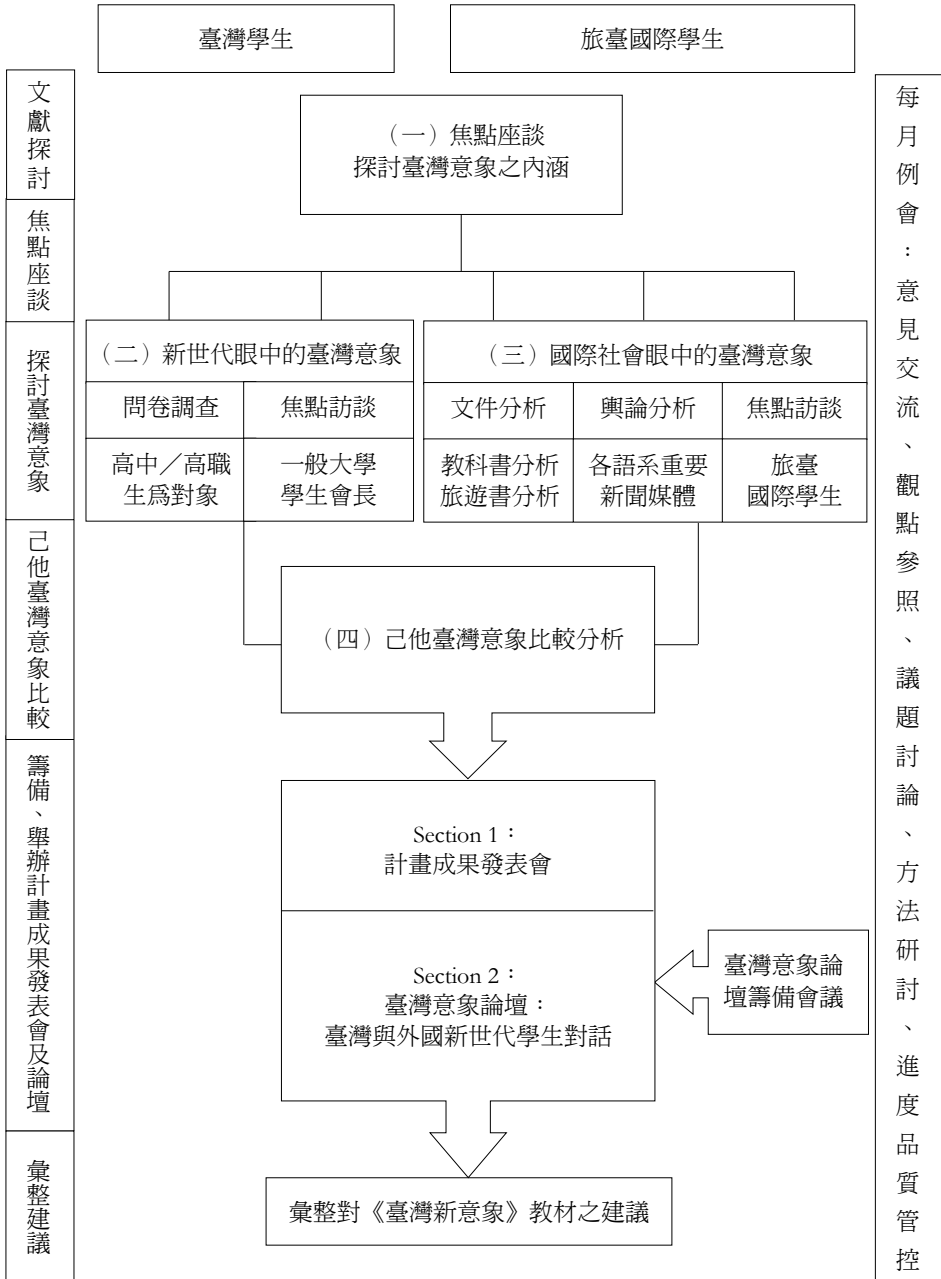 臺灣學生
旅臺國際學生
文獻探討
焦點座談
探討臺灣意象
己他臺灣意象比較
籌備、舉辦計畫成果發表會及論壇
彙整建議
（一）焦點座談
探討臺灣意象之內涵
（二）新世代眼中的臺灣意象
問卷調查
焦點訪談
高中／高職
生為對象
一般大學
學生會長
（三）國際社會眼中的臺灣意象
文件分析
輿論分析
焦點訪談
教科書分析
旅遊書分析
各語系重要
新聞媒體
旅臺
國際學生
（四）己他臺灣意象比較分析
Section 1：
計畫成果發表會
Section 2：
臺灣意象論壇：
臺灣與外國新世代學生對話
臺灣意象論
壇籌備會議
彙整對《臺灣新意象》教材之建議
每月例會：意見交流、觀點參照、議題討論、方法研討、進度品質管控